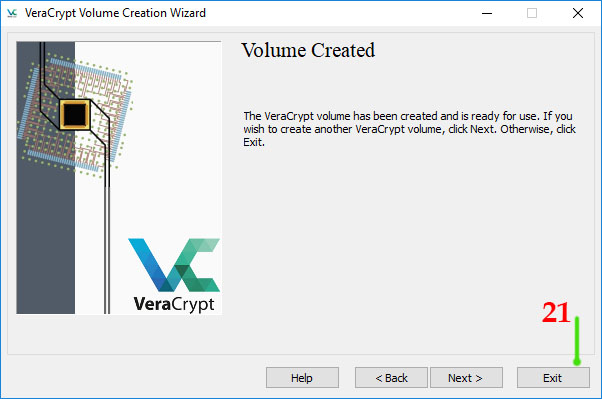 VeraCrypt Volume Creation Wizard
Volume Created
The VeraCrypt volume has been created and is ready for use. If you
wish to create another VeraCrypt volume, click Next. Otherwise, click
Exit.
VeraCrypt
21
Help
< Back
Next >
Exit